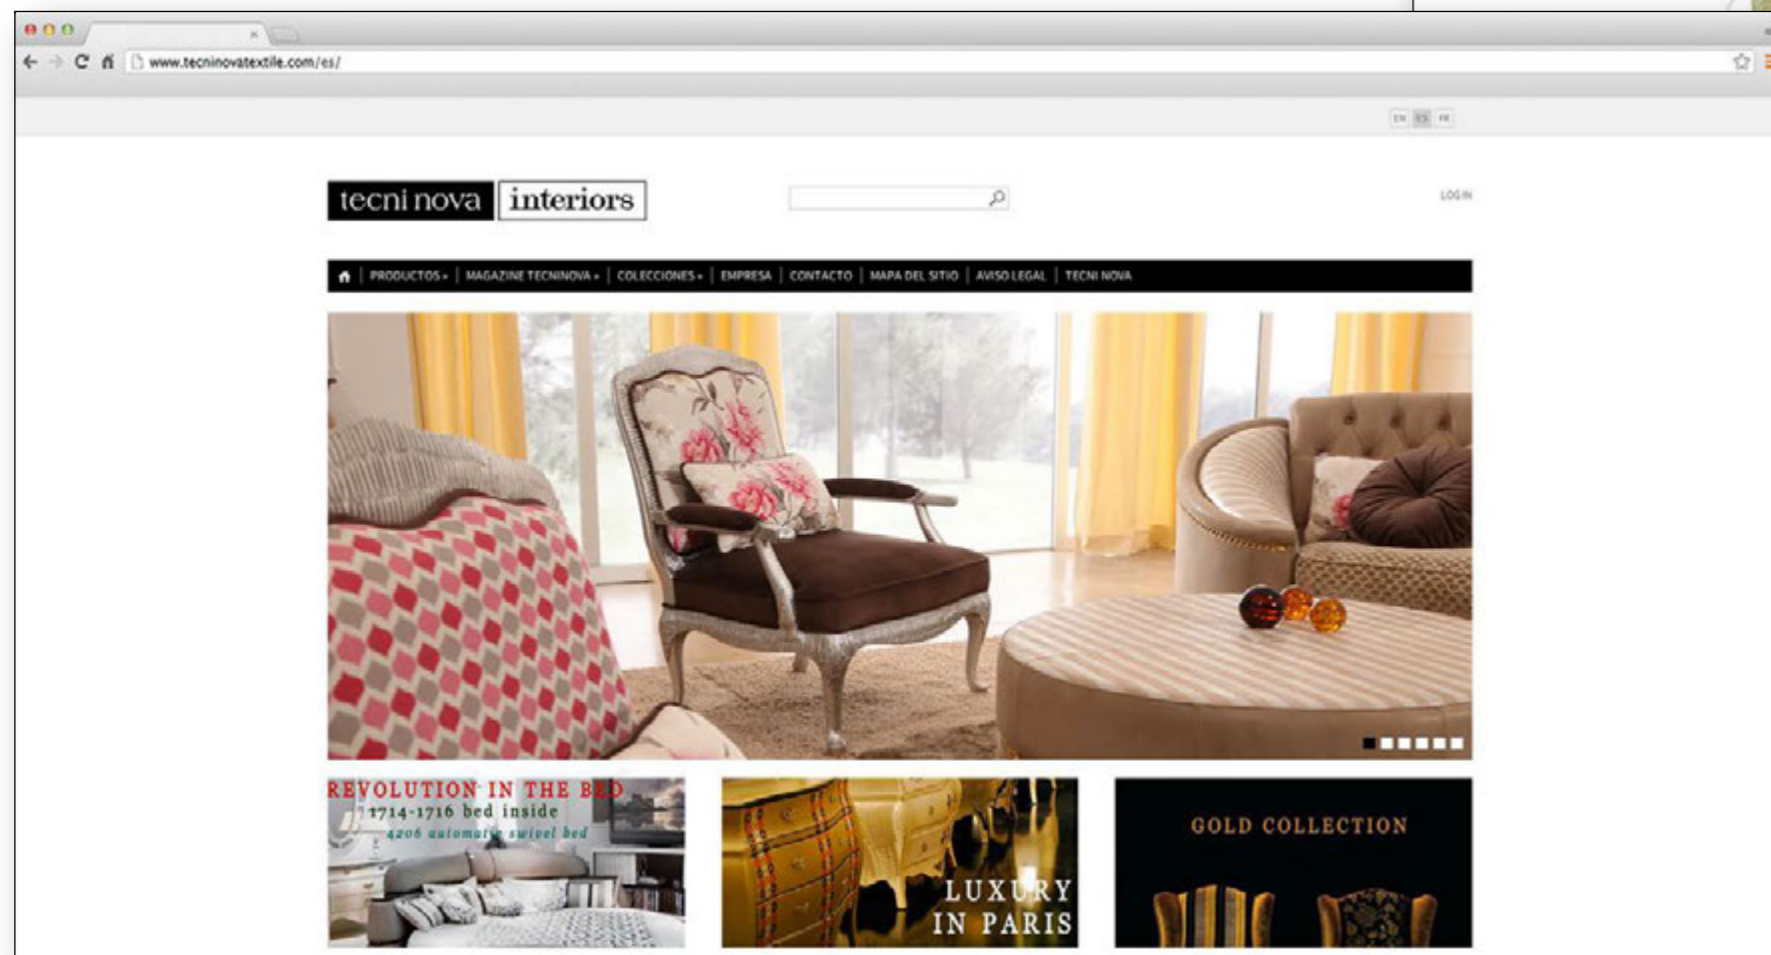 www.tecninovatextile.com/es/
EN ES FR
tecni nova interiors
LOGIN
PRODUCTOS» MAGAZINE TECNINOVA» COLECCIONES» EMPRESA CONTACTO MAPA DEL SITIO AVISO LEGAL TECNI NOVA
REVOLUTION IN THE BED
1714-1716 bed inside
4206 automatic swivel bed
LUXURY
IN PARIS
GOLD COLLECTION